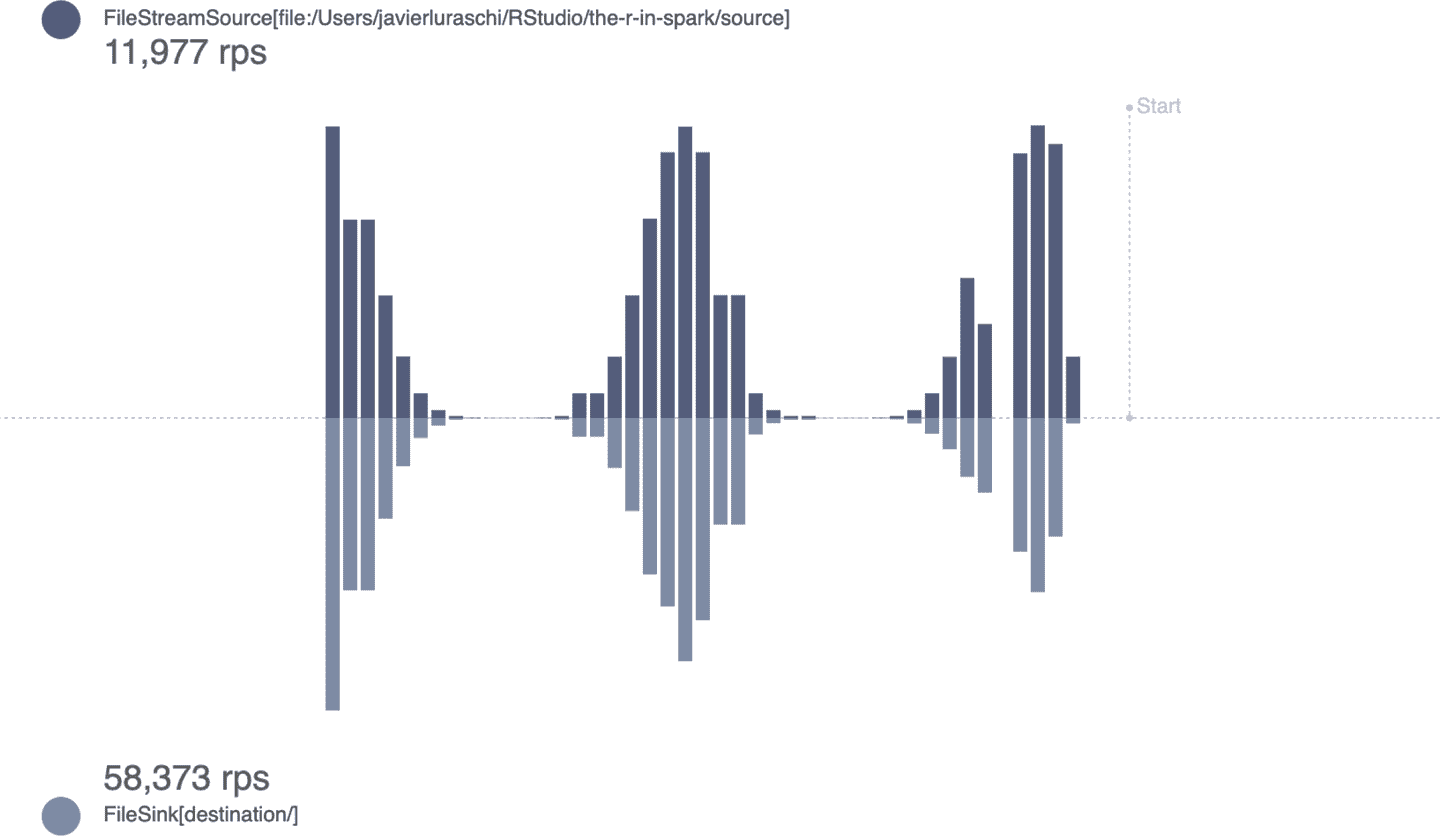 FileStreamSource[file:/Users/javierluraschi/RStudio/the-r-in-spark/source]
11,977 rps
Start
58,373 rps
FileSink[destination/]